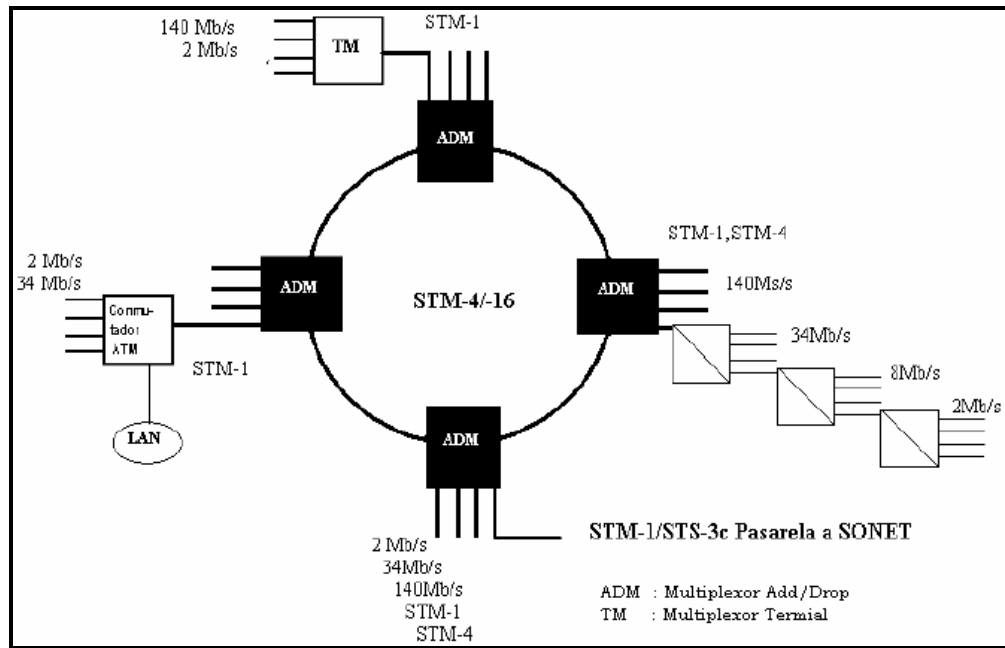 140 Mb/s
2 Mb/s
TM
STM-1
ADM
2 Mb/s
34 Mb/s
Conmu-
tador
ATM
STM-1
LAN
ADM
STM-4/-16
ADM
STM-1,STM-4
140Ms/s
34Mb/s
8Mb/s
2Mb/s
ADM
2 Mb/s
34Mb/s
140Mb/s
STM-1
STM-4
STM-1/STS-3c Pasarela a SONET
ADM : Multiplexor Add/Drop
TM : Multiplexor Termial